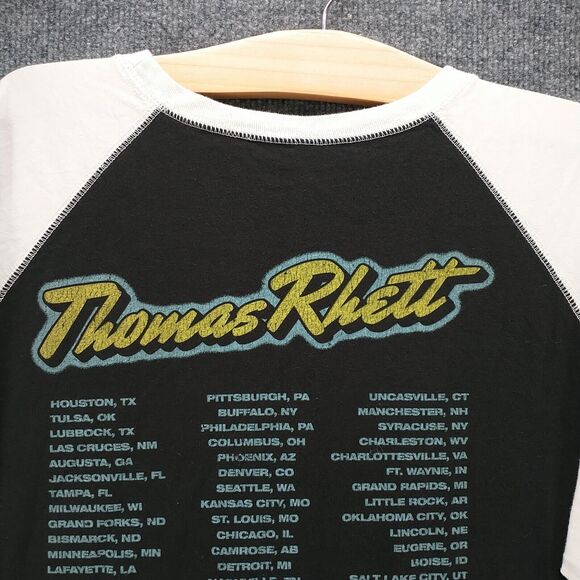 Thomas Rhett
HOUSTON, TX
TULSA, OK
LUBBOCK, TX
LAS CRUCES, NM
AUGUSTA, GA
JACKSONVILLE, FL
TAMPA, FL
MILWAUKEE, WI
GRAND FORKS, ND
BISMARCK, ND
MINNEAPOLIS, MN
LAFAYETTE, LA
PITTSBURGH, PA
BUFFALO, NY
PHILADELPHIA, PA
COLUMBUS, OH
PHOENIX, AZ
DENVER, CO
SEATTLE, WA
KANSAS CITY, MO
ST. LOUIS, MO
CHICAGO, IL
CAMROSE, AB
DETROIT, MI
NASHVILLE, TN
UNCASVILLE, CT
MANCHESTER, NH
SYRACUSE, NY
CHARLESTON, WV
CHARLOTTESVILLE, VA
FT. WAYNE, IN
GRAND RAPIDS, MI
LITTLE ROCK, AR
OKLAHOMA CITY, OK
LINCOLN, NE
EUGENE, OR
BOISE, ID
SALT LAKE CITY, UT